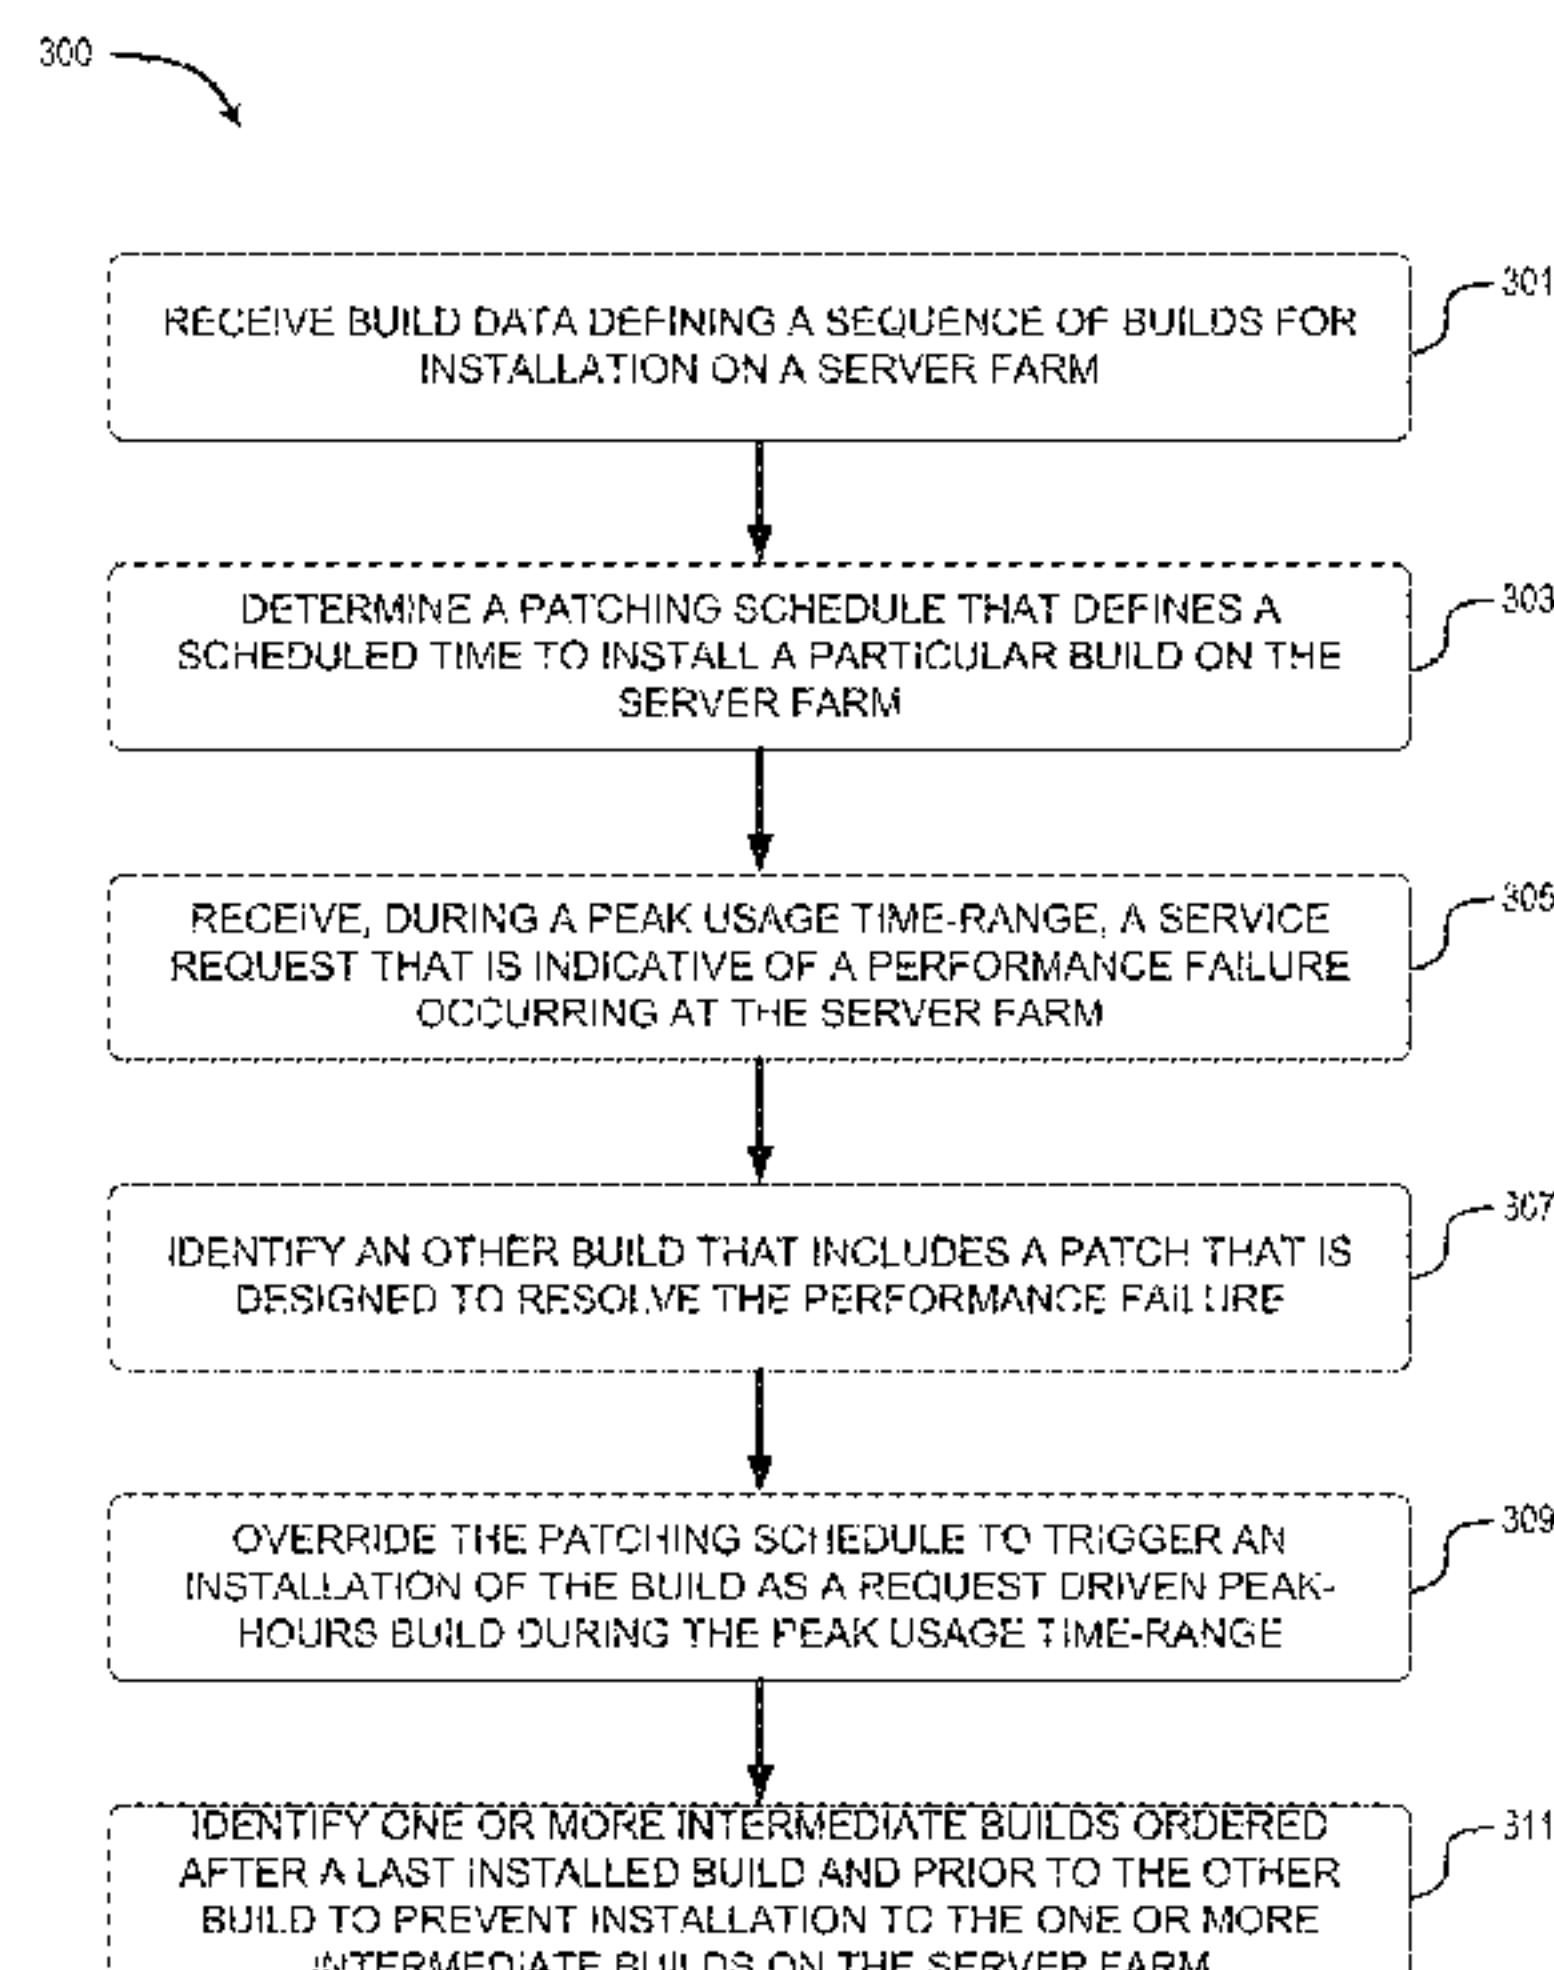 300
RECEIVE BUILD DATA DEFINING A SEQUENCE OF BUILDS FOR
INSTALLATION ON A SERVER FARM
301
DETERMINE A PATCHING SCHEDULE THAT DEFINES A
SCHEDULED TIME TO INSTALL A PARTICULAR BUILD ON THE
SERVER FARM
303
RECEIVE, DURING A PEAK USAGE TIME-RANGE, A SERVICE
REQUEST THAT IS INDICATIVE OF A PERFORMANCE FAILURE
OCCURRING AT THE SERVER FARM
305
IDENTIFY AN OTHER BUILD THAT INCLUDES A PATCH THAT IS
DESIGNED TO RESOLVE THE PERFORMANCE FAILURE
307
OVERRIDE THE PATCHING SCHEDULE TO TRIGGER AN
INSTALLATION OF THE BUILD AS A REQUEST DRIVEN PEAK-
HOURS BUILD DURING THE PEAK USAGE TIME-RANGE
309
IDENTIFY ONE OR MORE INTERMEDIATE BUILDS ORDERED
AFTER A LAST INSTALLED BUILD AND PRIOR TO THE OTHER
BUILD TO PREVENT INSTALLATION TO THE ONE OR MORE
INTERMEDIATE BUILDS ON THE SERVER FARM
311